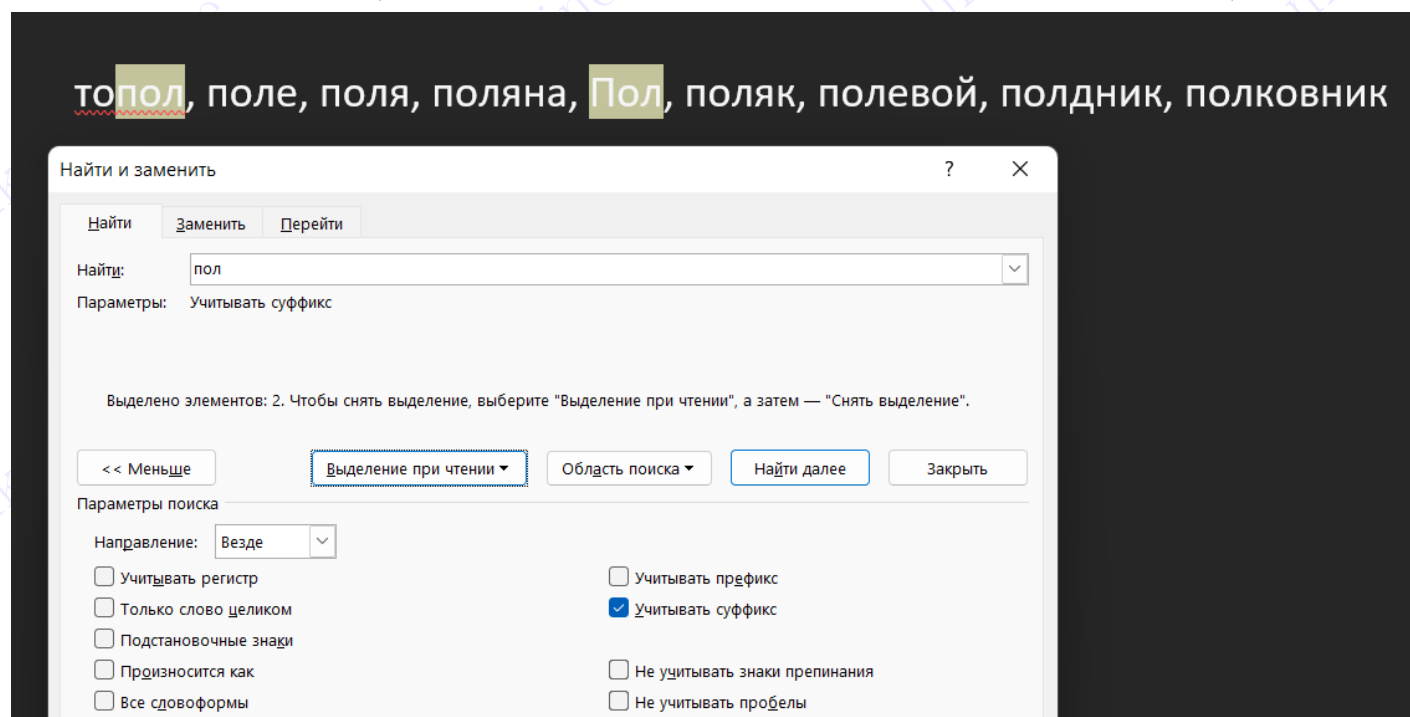 топол, поле, поля, поляна, Пол, поляк, полевой, полдник, полковник
Найти и заменить ?
Найти Заменить Перейти
Найти: пол
Параметры: Учитывать суффикс
Выделено элементов: 2. Чтобы снять выделение, выберите "Выделение при чтении", а затем — "Снять выделение".
<< Меньше Выделение при чтении Область поиска Найти далее Закрыть
Параметры поиска
Направление: Везде
Учитывать регистр Учитывать префикс
Только слово целиком Учитывать суффикс
Подстановочные знаки
Произносится как Не учитывать знаки препинания
Все словоформы Не учитывать пробелы